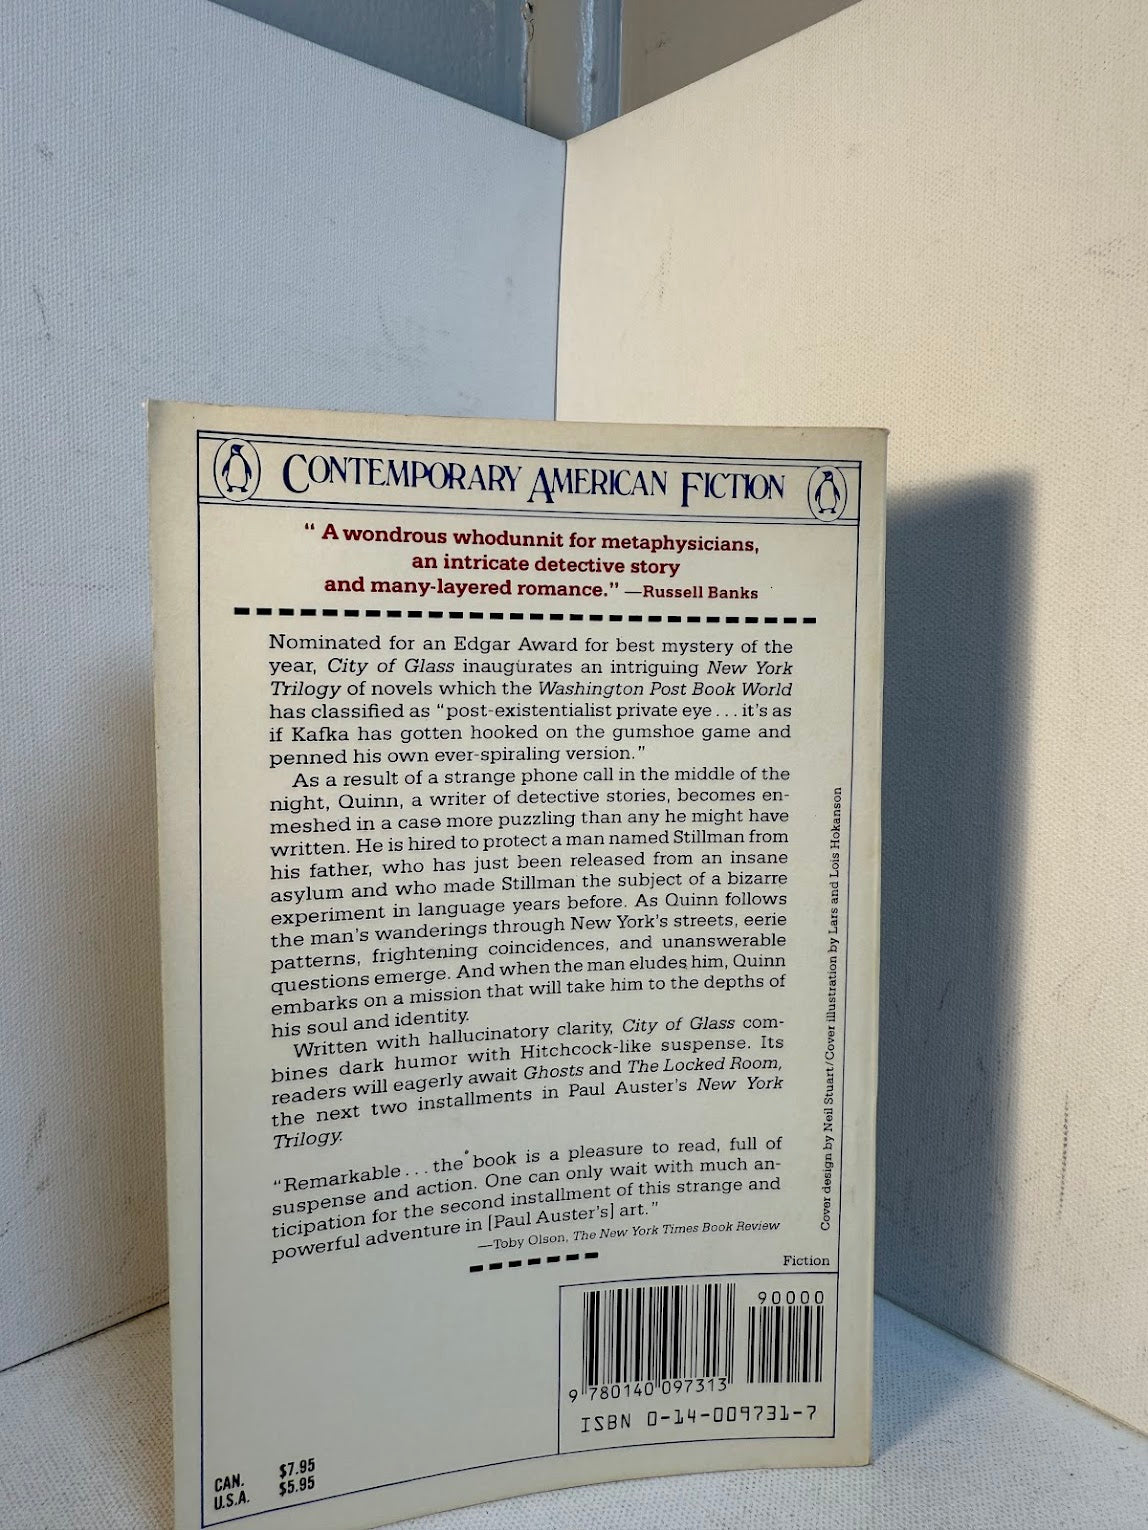 CONTEMPORARY AMERICAN FICTION
“ A wondrous whodunnit for metaphysicians,
an intricate detective story
and many-layered romance.” —Russell Banks
Nominated for an Edgar Award for best mystery of the
year, City of Glass inaugurates an intriguing New York
Trilogy of novels which the Washington Post Book World
has classified as “post-existentialist private eye . . . it’s as
if Kafka has gotten hooked on the gumshoe game and
penned his own ever-spiraling version.”
As a result of a strange phone call in the middle of the
night, Quinn, a writer of detective stories, becomes en-
meshed in a case more puzzling than any he might have
written. He is hired to protect a man named Stillman from
his father, who has just been released from an insane
asylum and who made Stillman the subject of a bizarre
experiment in language years before. As Quinn follows
the man’s wanderings through New York’s streets, eerie
patterns, frightening coincidences, and unanswerable
questions emerge. And when the man eludes him, Quinn
embarks on a mission that will take him to the depths of
his soul and identity.
Written with hallucinatory clarity, City of Glass com-
bines dark humor with Hitchcock-like suspense. Its
readers will eagerly await Ghosts and The Locked Room,
the next two installments in Paul Auster’s New York
Trilogy.
“Remarkable . . . the book is a pleasure to read, full of
suspense and action. One can only wait with much an-
ticipation for the second installment of this strange and
powerful adventure in [Paul Auster’s] art.”
—Toby Olson, The New York Times Book Review
Cover design by Neil Stuart/Cover illustration by Lars and Lois Hokanson
Fiction
90000
9 780140 097313
ISBN 0-14-009731-7
CAN. $7.95
U.S.A. $5.95